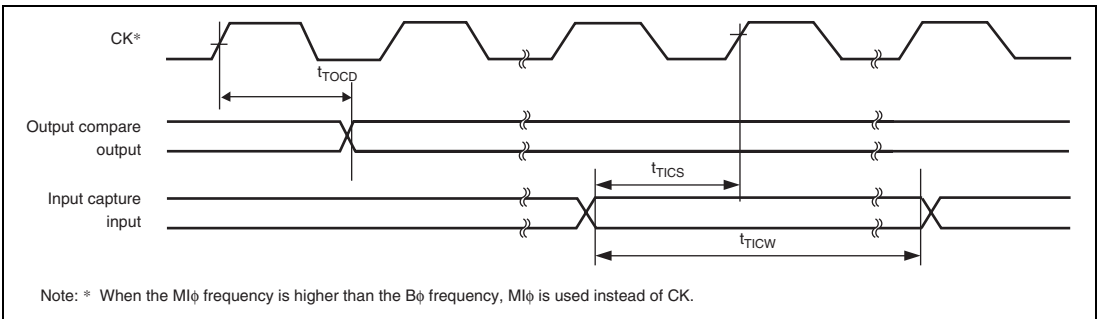 CK*
tTOCD
Output compare
output
tTICS
Input capture
input
tTICW
Note: * When the MIϕ frequency is higher than the Bϕ frequency, MIϕ is used instead of CK.